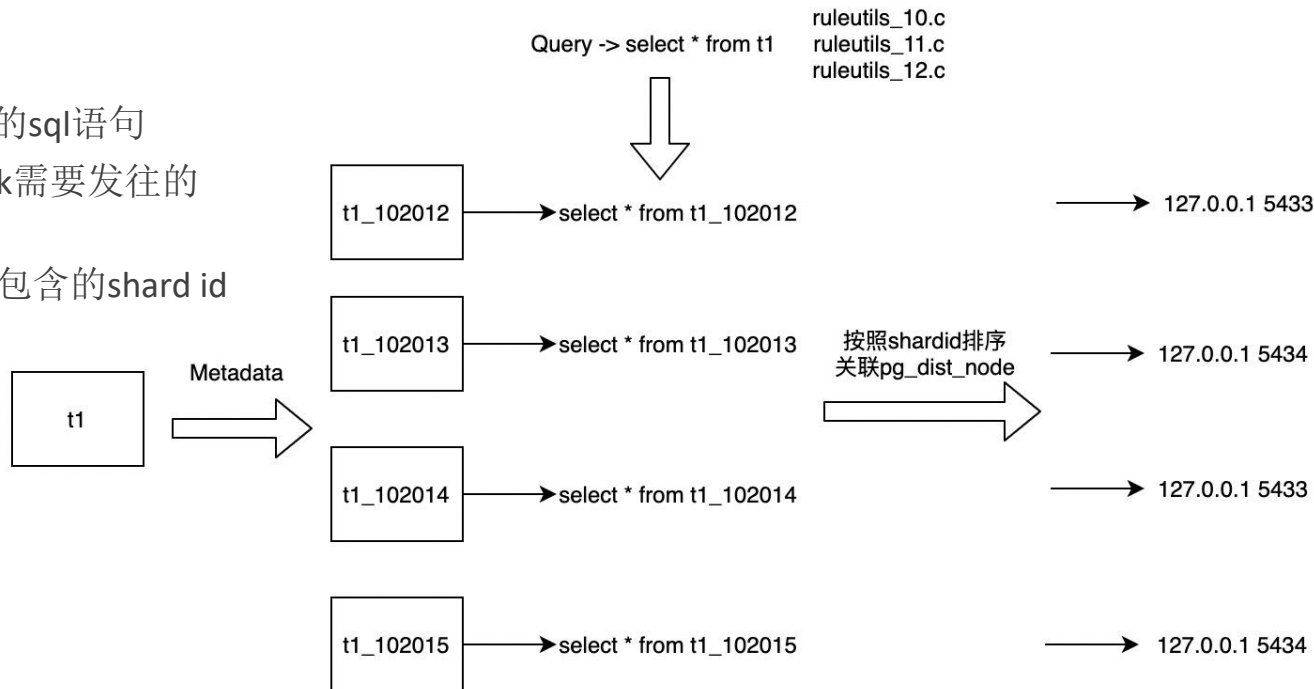 Query -> select * from t1
ruleutils_10.c
ruleutils_11.c
ruleutils_12.c
的sql语句
k需要发往的
包含的shard id
t1
Metadata
t1_102012
select * from t1_102012
127.0.0.1 5433
t1_102013
select * from t1_102013
按照shardid排序
关联pg_dist_node
127.0.0.1 5434
t1_102014
select * from t1_102014
127.0.0.1 5433
t1_102015
select * from t1_102015
127.0.0.1 5434